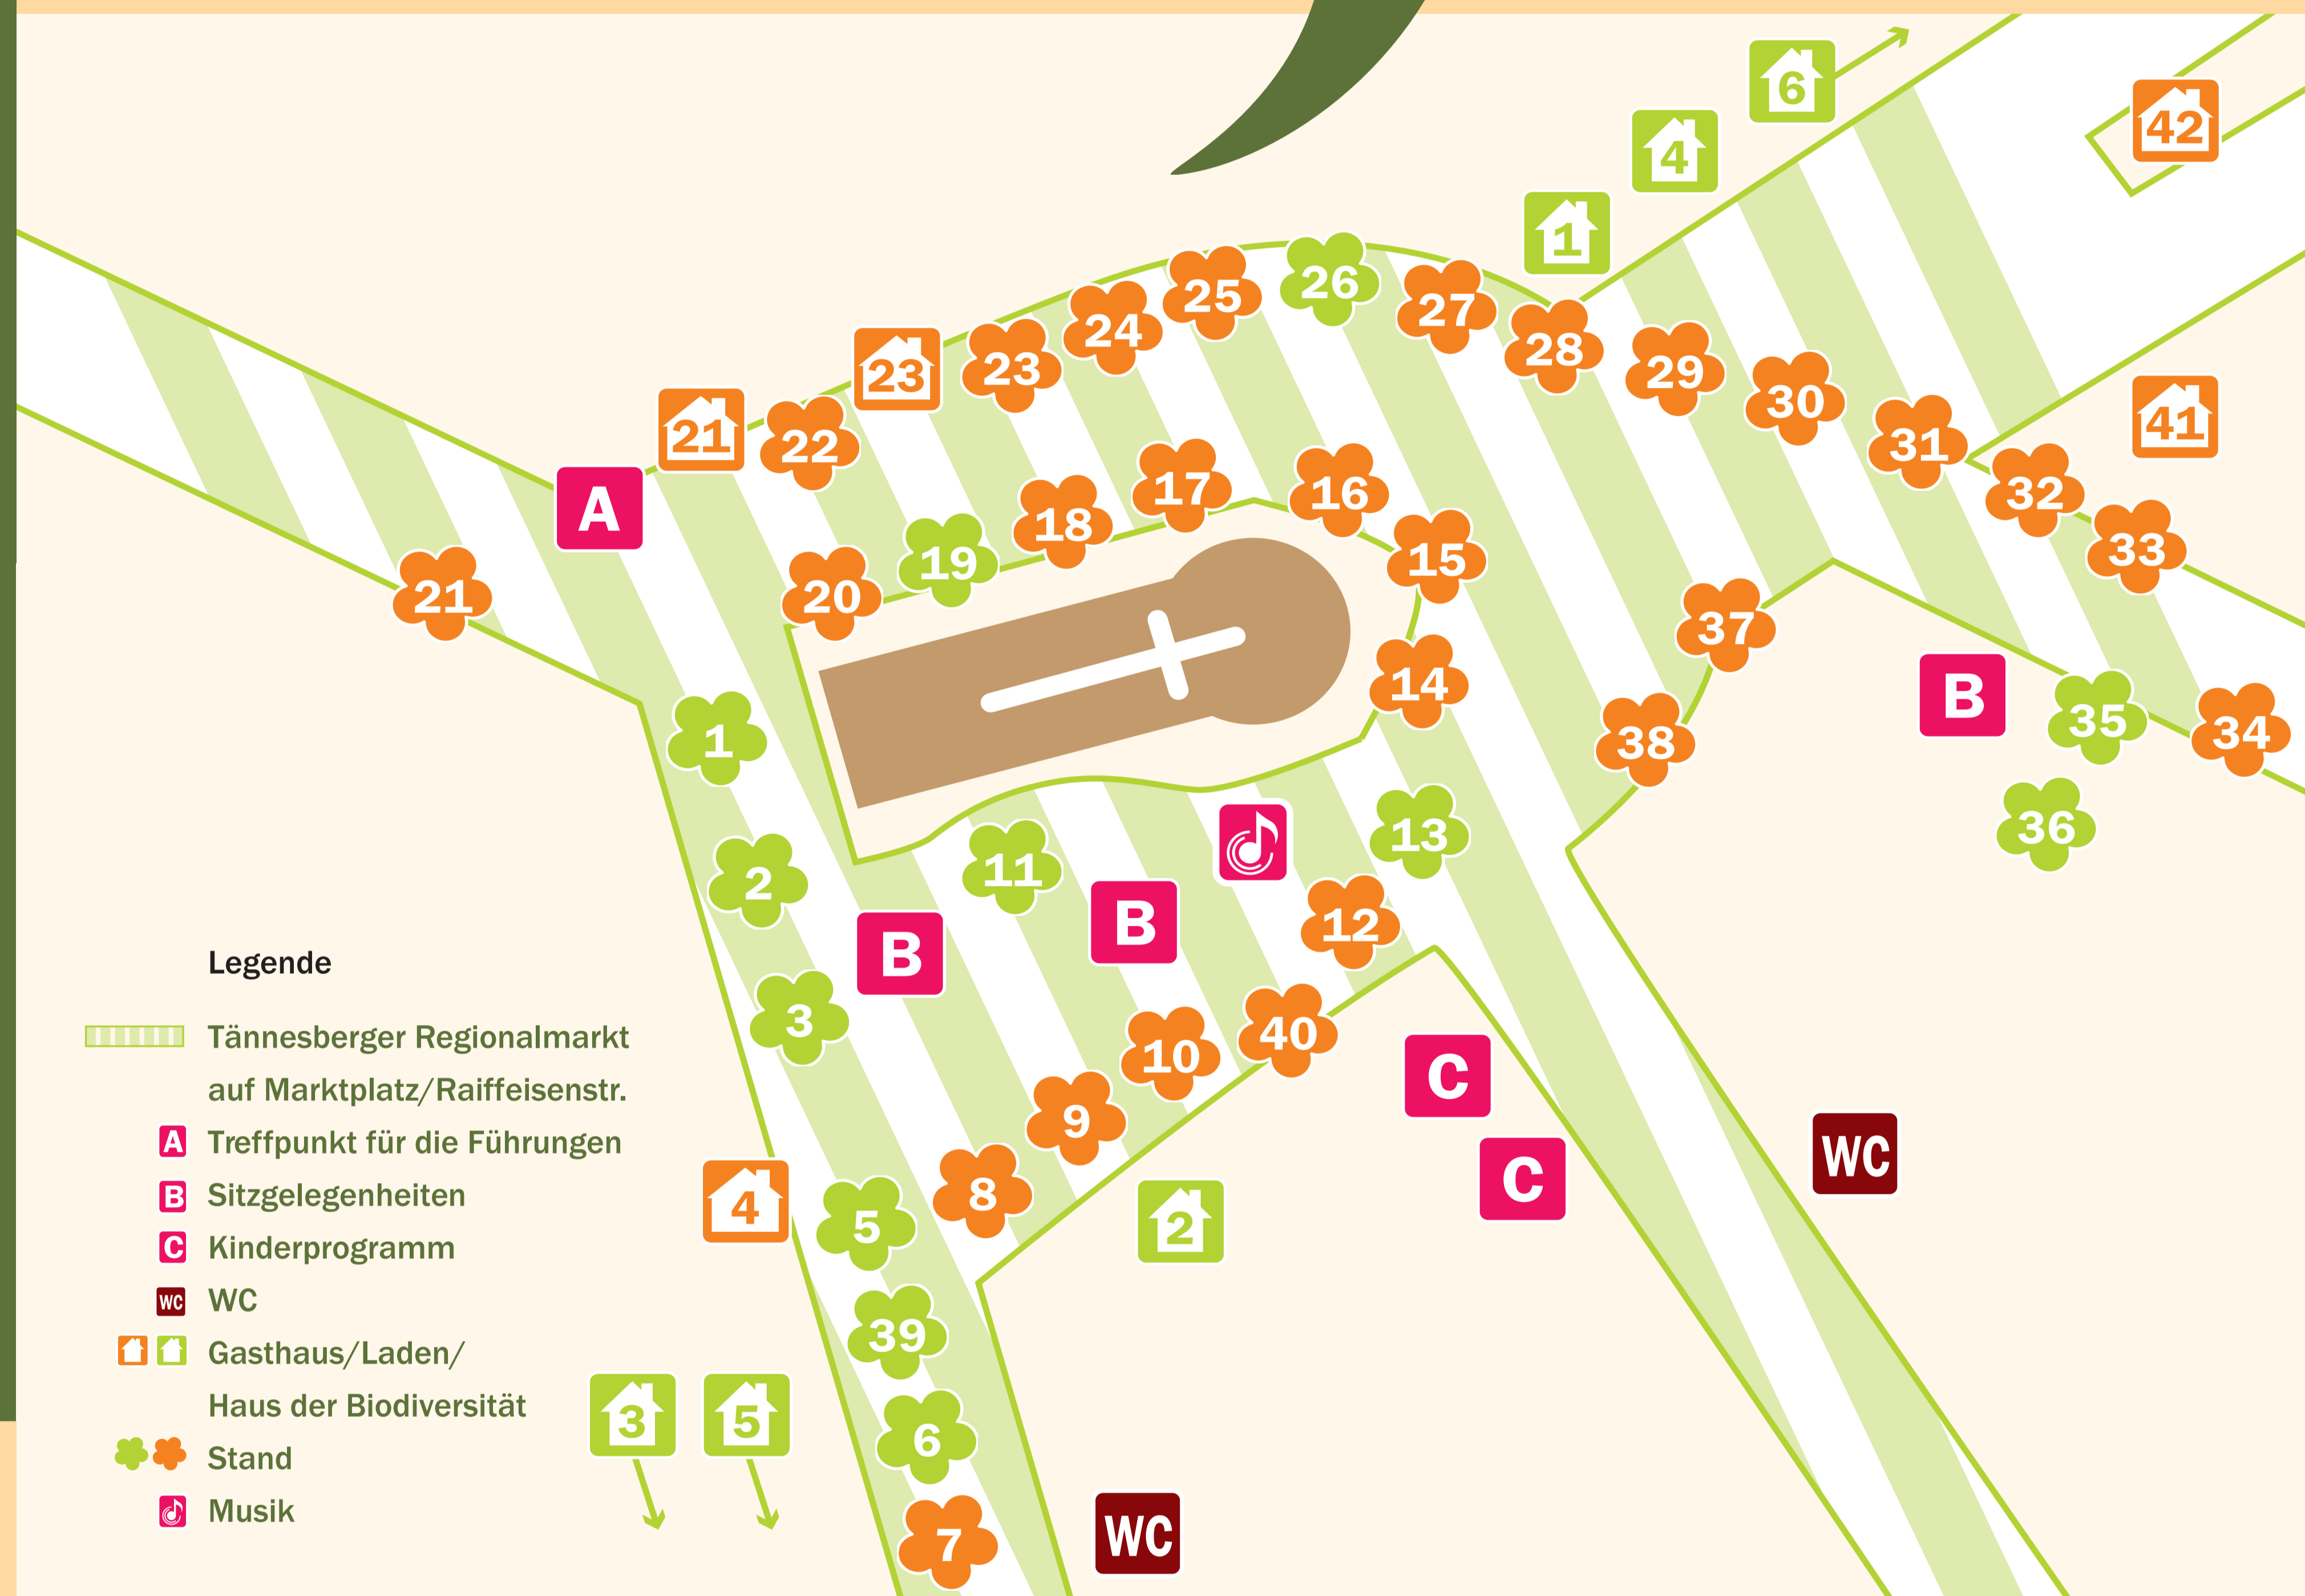 6
42
4
1
26
25
27
24
28
23
23
29
30
21
22
31
41
32
17
16
A
18
33
19
15
21
20
37
14
B
35
1
38
34
13
36
11
2
B
12
B
3
40
10
C
9
WC
C
8
4
5
2
39
3
5
6
7
WC
Legende
Tännesberger Regionalmarkt
auf Marktplatz/Raiffeisenstr.
A Treffpunkt für die Führungen
B Sitzgelegenheiten
C Kinderprogramm
WC WC
Gasthaus/Laden/
Haus der Biodiversität
Stand
Musik